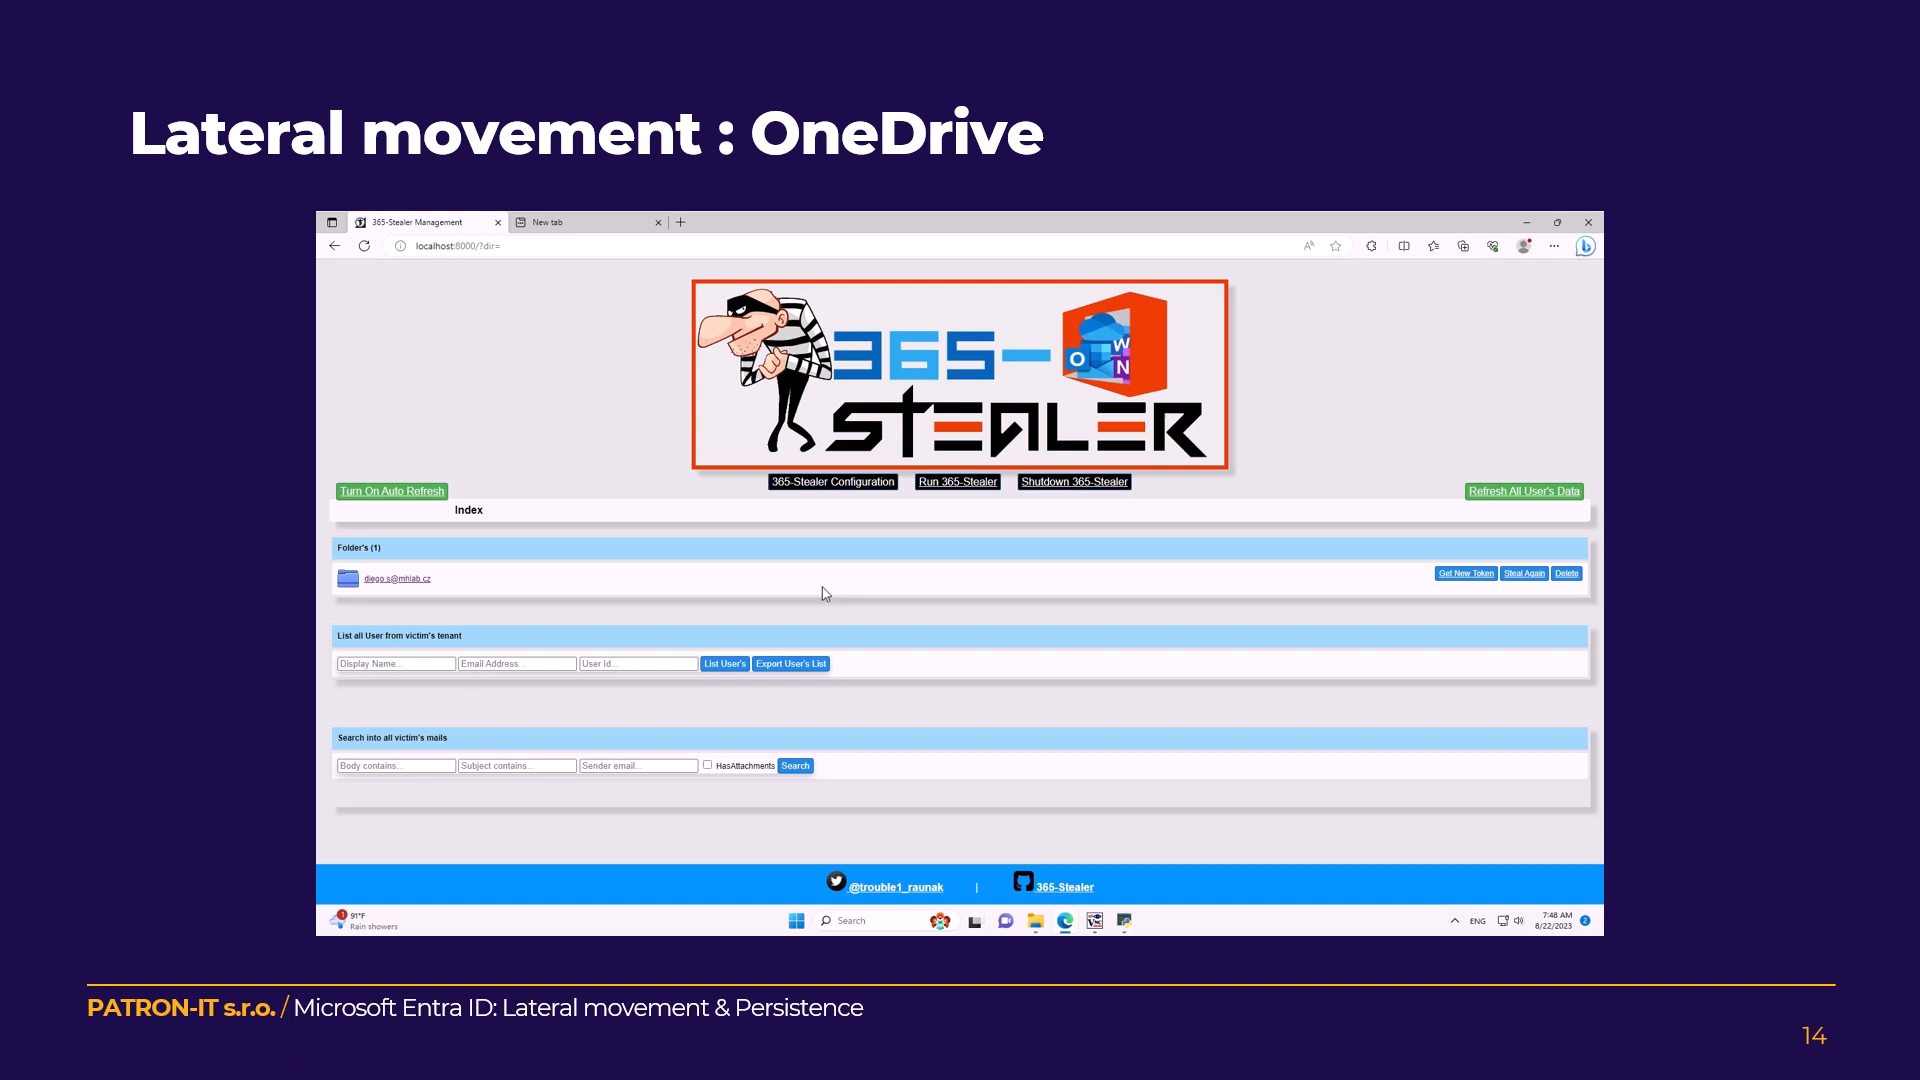 Lateral movement : OneDrive
365-Stealer Management
New tab
localhost:8000/?dir=
365-
STEALER
365-Stealer Configuration Run 365-Stealer Shutdown 365-Stealer
Turn On Auto Refresh
Refresh All User's Data
Index
Folder's (1)
diego.s@mhlab.cz
Get New Token Steal Again Delete
List all User from victim's tenant
Display Name... Email Address... User Id... List User's Export User's List
Search into all victim's mails
Body contains... Subject contains... Sender email... HasAttachments Search
@trouble1_raunak | 365-Stealer
1
91°F
Rain showers
Search
ENG
7:48 AM
8/22/2023
2
PATRON-IT s.r.o. / Microsoft Entra ID: Lateral movement & Persistence
14